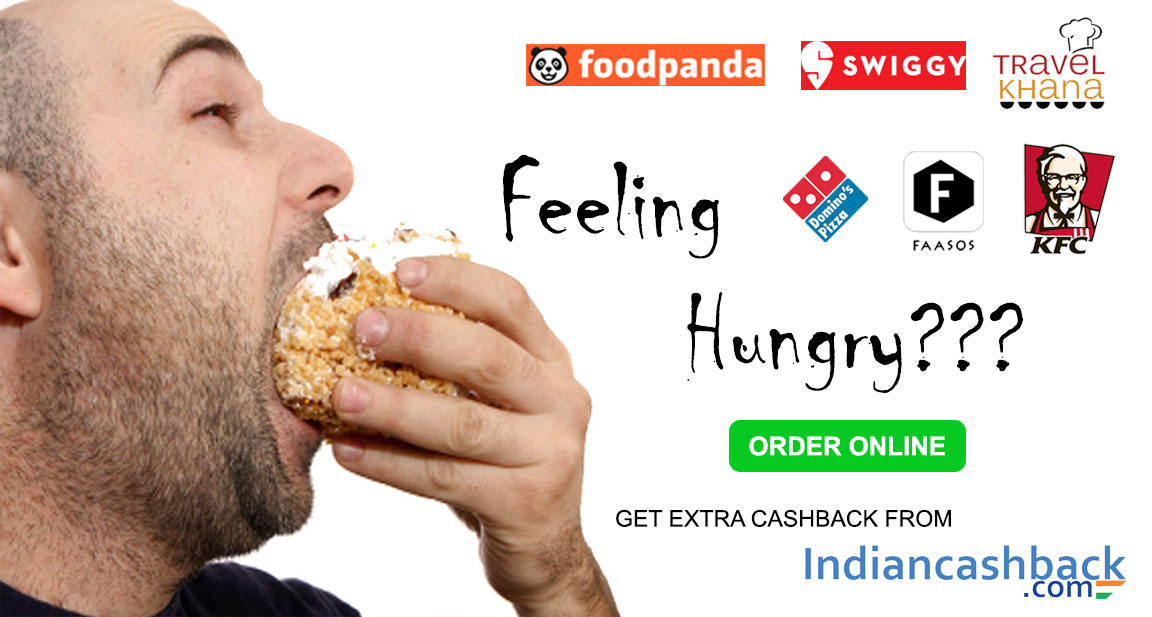 foodpanda
SWIGGY
TRAVEL
KHANA
Feeling
Domino's
Pizza
F
FAASOS
KFC
Hungry???
ORDER ONLINE
GET EXTRA CASHBACK FROM
Indiancashback
.com